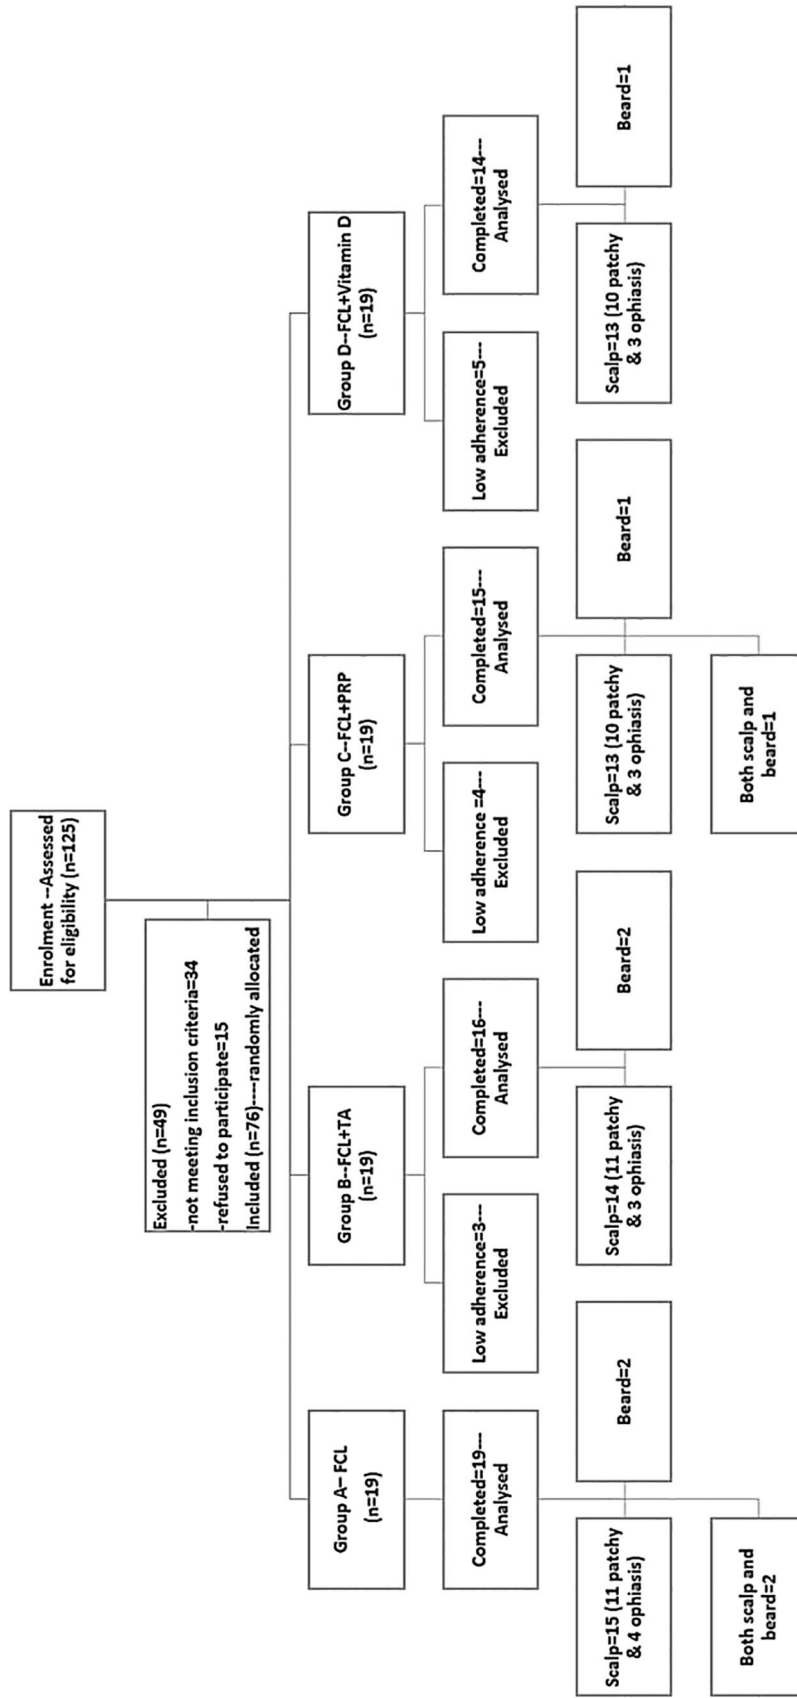 Enrolment --Assessed
for eligibility (n=125)
Excluded (n=49)
-not meeting inclusion criteria=34
-refused to participate=15
Included (n=76)----randomly allocated
Group A– FCL
(n=19)
Group B--FCL+TA
(n=19)
Group C--FCL+PRP
(n=19)
Group D--FCL+Vitamin D
(n=19)
Completed=19---
Analysed
Low adherence=3---
Excluded
Completed=16---
Analysed
Low adherence =4---
Excluded
Completed=15---
Analysed
Low adherence=5---
Excluded
Completed=14---
Analysed
Scalp=15 (11 patchy
& 4 ophiasis)
Beard=2
Scalp=14 (11 patchy
& 3 ophiasis)
Beard=2
Scalp=13 (10 patchy
& 3 ophiasis)
Beard=1
Scalp=13 (10 patchy
& 3 ophiasis)
Beard=1
Both scalp and
beard=2
Both scalp and
beard=1